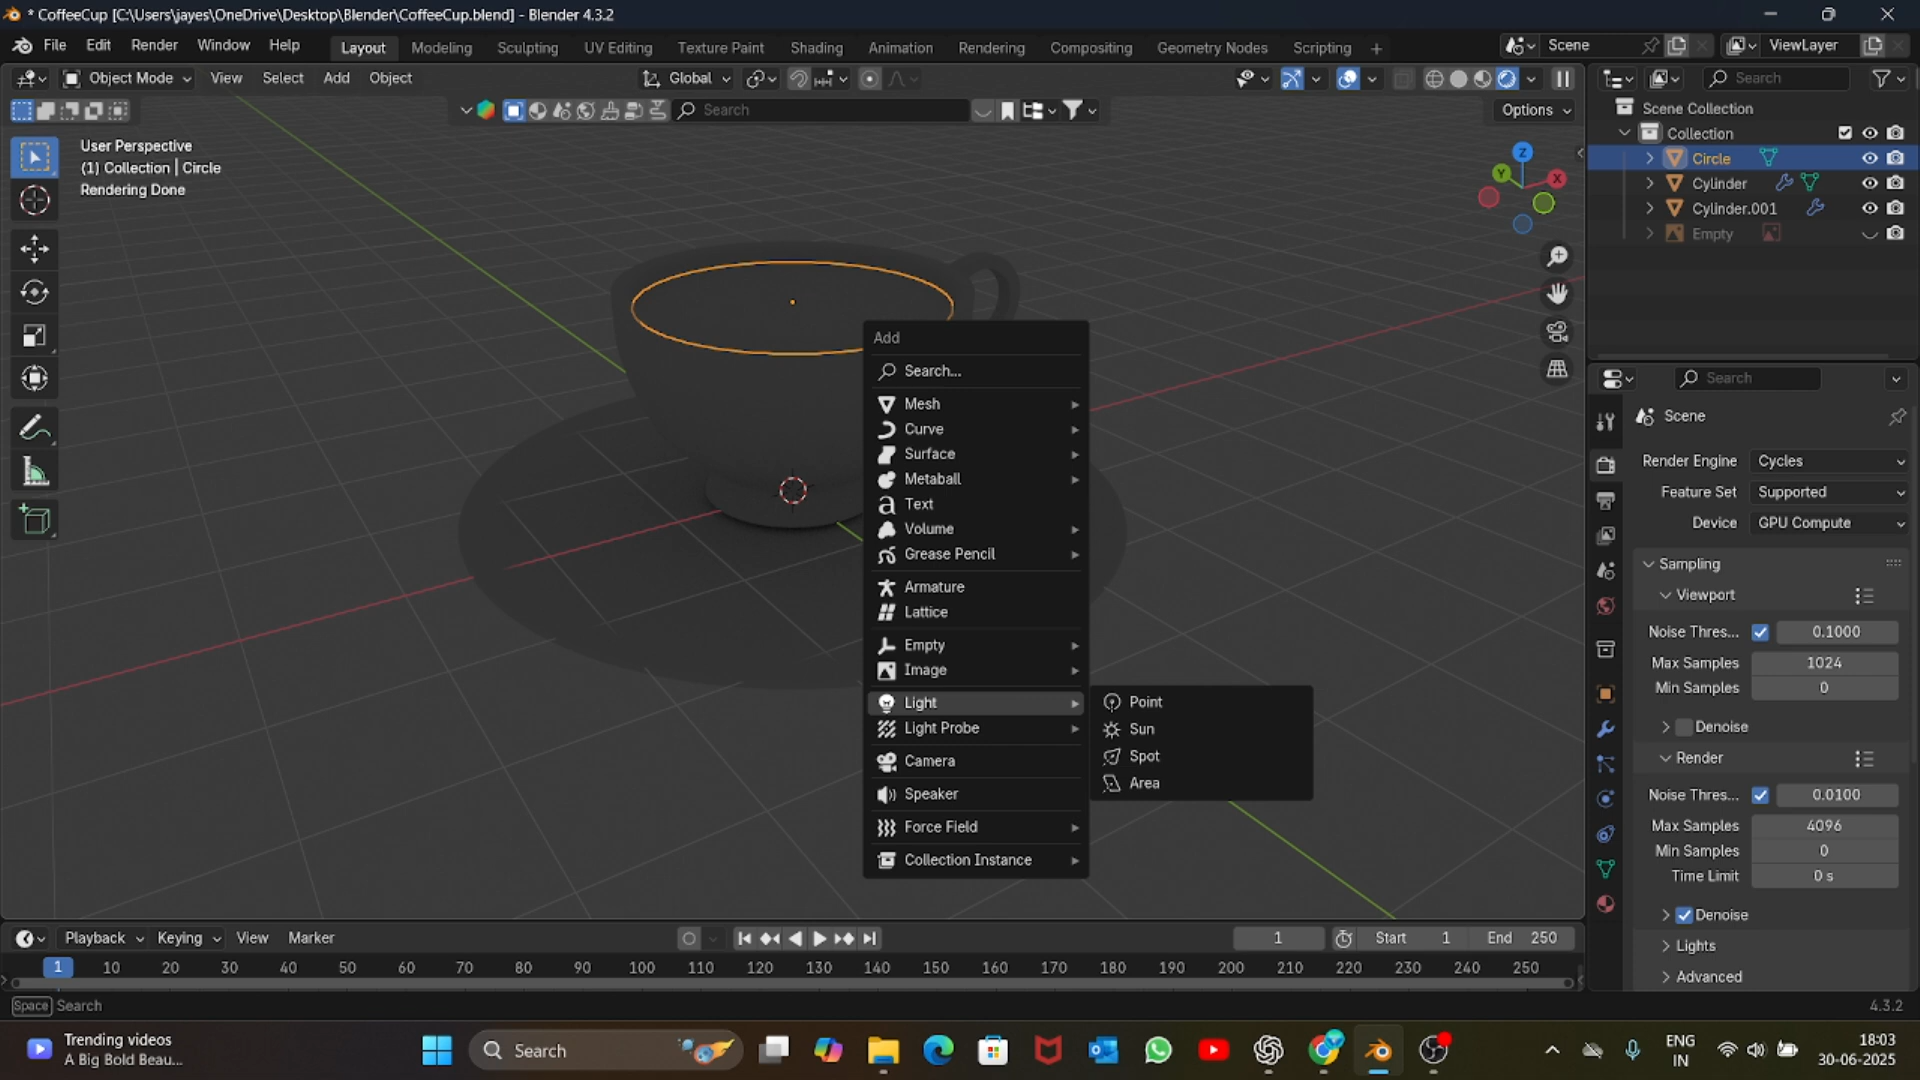 * CoffeeCup [C:\Users\jayes\OneDrive\Desktop\Blender\CoffeeCup.blend] - Blender 4.3.2
File Edit Render Window Help
Layout Modeling Sculpting UV Editing Texture Paint Shading Animation Rendering Compositing Geometry Nodes Scripting +
Scene ViewLayer
Object Mode View Select Add Object
Global
Search
Search
Options
User Perspective
(1) Collection | Circle
Rendering Done
Z
Y
X
Scene Collection
Collection
Circle
Cylinder
Cylinder.001
Empty
Add
Search...
Mesh
Curve
Surface
Metaball
Text
Volume
Grease Pencil
Armature
Lattice
Empty
Image
Light
Light Probe
Camera
Speaker
Force Field
Collection Instance
Point
Sun
Spot
Area
Search
Scene
Render Engine Cycles
Feature Set Supported
Device GPU Compute
Sampling
Viewport
Noise Thres... 0.1000
Max Samples 1024
Min Samples 0
Denoise
Render
Noise Thres... 0.0100
Max Samples 4096
Min Samples 0
Time Limit 0 s
Denoise
Lights
Advanced
Playback Keying View Marker
1 Start 1 End 250
1 10 20 30 40 50 60 70 80 90 100 110 120 130 140 150 160 170 180 190 200 210 220 230 240 250
Space Search
4.3.2
Trending videos
A Big Bold Beau...
Search
ENG
IN
18:03
30-06-2025